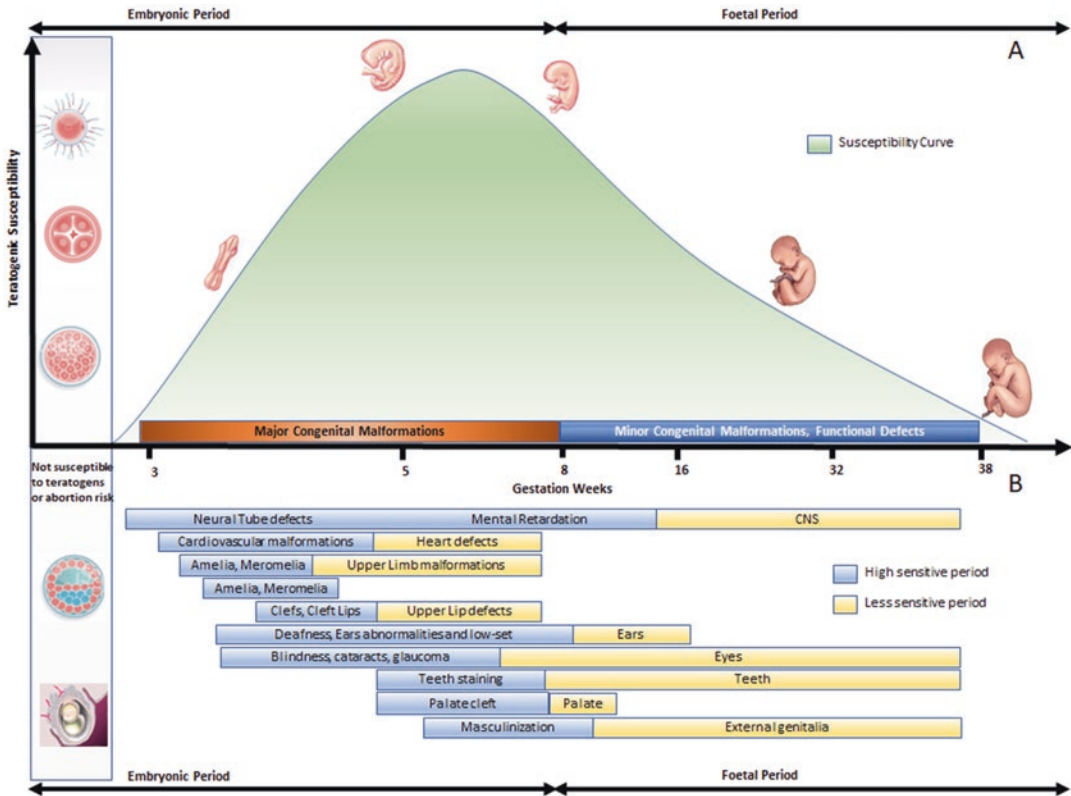 Embryonic Period
Foetal Period
A
Teratogenik Susceptibility
Susceptibility Curve
Major Congenital Malformations
Minor Congenital Malformations, Functional Defects
3
5
8
16
32
38
Not susceptible
to teratogens
or abortion risk
Gestation Weeks
B
Neural Tube defects
Mental Retardation
CNS
Cardiovascular malformations
Heart defects
Amelia, Meromelia
Upper Limb malformations
High sensitive period
Amelia, Meromelia
Less sensitive period
Clefs, Cleft Lips
Upper Lip defects
Deafness, Ears abnormalities and low-set
Ears
Blindness, cataracts, glaucoma
Eyes
Teeth staining
Teeth
Palate cleft
Palate
Masculinization
External genitalia
Embryonic Period
Foetal Period